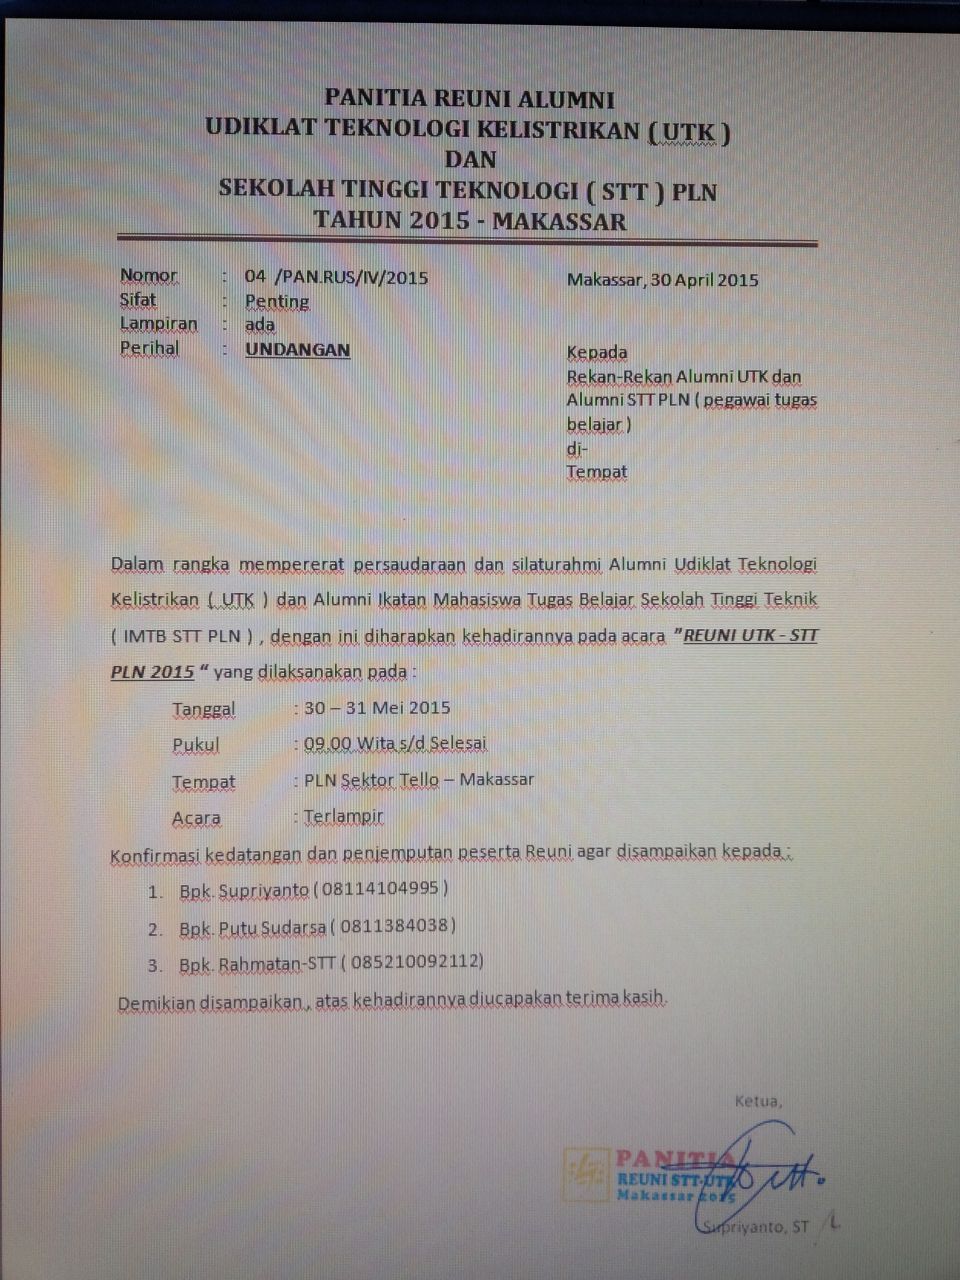 PANITIA REUNI ALUMNI
UDIKLAT TEKNOLOGI KELISTRIKAN ( UTK )
DAN
SEKOLAH TINGGI TEKNOLOGI ( STT ) PLN
TAHUN 2015 - MAKASSAR
Nomor : 04 /PAN.RUS/IV/2015
Makassar, 30 April 2015
Sifat : Penting
Lampiran : ada
Perihal : UNDANGAN
Kepada
Rekan-Rekan Alumni UTK dan
Alumni STT PLN ( pegawai tugas
belajar )
di-
Tempat
Dalam rangka mempererat persaudaraan dan silaturahmi Alumni Udiklat Teknologi
Kelistrikan ( UTK ) dan Alumni Ikatan Mahasiswa Tugas Belajar Sekolah Tinggi Teknik
( IMTB STT PLN ) , dengan ini diharapkan kehadirannya pada acara "REUNI UTK - STT
PLN 2015 " yang dilaksanakan pada :
Tanggal : 30 – 31 Mei 2015
Pukul : 09.00 Wita s/d Selesai
Tempat : PLN Sektor Tello – Makassar
Acara : Terlampir
Konfirmasi kedatangan dan penjemputan peserta Reuni agar disampaikan kepada :
1. Bpk. Supriyanto ( 08114104995 )
2. Bpk. Putu Sudarsa ( 0811384038 )
3. Bpk. Rahmatan-STT ( 085210092112)
Demikian disampaikan , atas kehadirannya diucapakan terima kasih.
Ketua,
PANITIA
REUNI STT-UTK
Makassar 2015
Supriyanto, ST